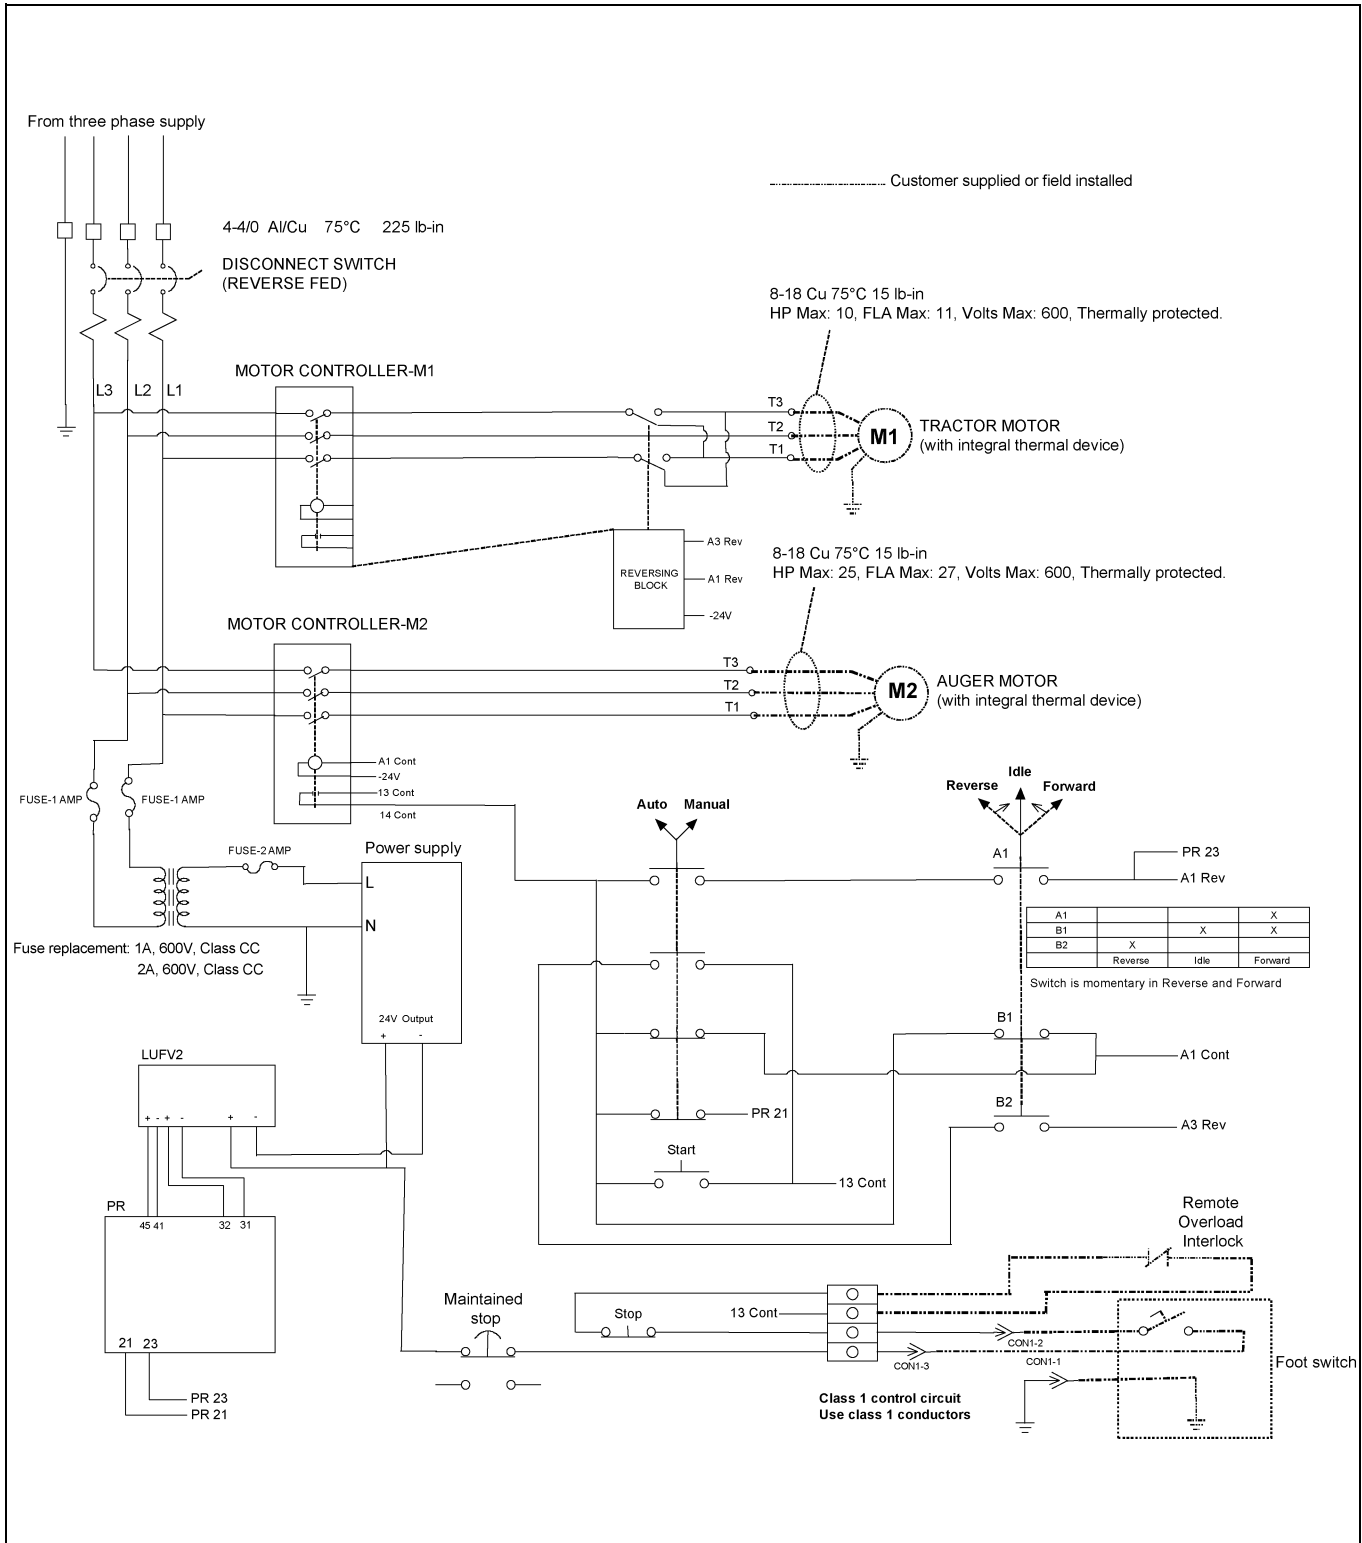 From three phase supply
Customer supplied or field installed
4-4/0 Al/Cu 75°C 225 lb-in
DISCONNECT SWITCH
(REVERSE FED)
8-18 Cu 75°C 15 lb-in
HP Max: 10, FLA Max: 11, Volts Max: 600, Thermally protected.
MOTOR CONTROLLER-M1
L3 L2 L1
T3
T2
T1
M1
TRACTOR MOTOR
(with integral thermal device)
REVERSING
BLOCK
A3 Rev
A1 Rev
-24V
8-18 Cu 75°C 15 lb-in
HP Max: 25, FLA Max: 27, Volts Max: 600, Thermally protected.
MOTOR CONTROLLER-M2
T3
T2
T1
M2
AUGER MOTOR
(with integral thermal device)
A1 Cont
-24V
13 Cont
14 Cont
FUSE-1 AMP
FUSE-1 AMP
FUSE-2 AMP
Power supply
L
N
24V Output
+ -
Fuse replacement: 1A, 600V, Class CC
2A, 600V, Class CC
Auto Manual
Reverse
Idle
Forward
A1
PR 23
A1 Rev
A1 X
B1 X X
B2 X
Reverse Idle Forward
Switch is momentary in Reverse and Forward
B1
A1 Cont
B2
A3 Rev
PR 21
Start
13 Cont
LUFV2
+ - + - + -
PR
45 41 32 31
21 23
PR 23
PR 21
Maintained
stop
Stop
13 Cont
Remote
Overload
Interlock
CON1-2
CON1-3
CON1-1
Foot switch
Class 1 control circuit
Use class 1 conductors